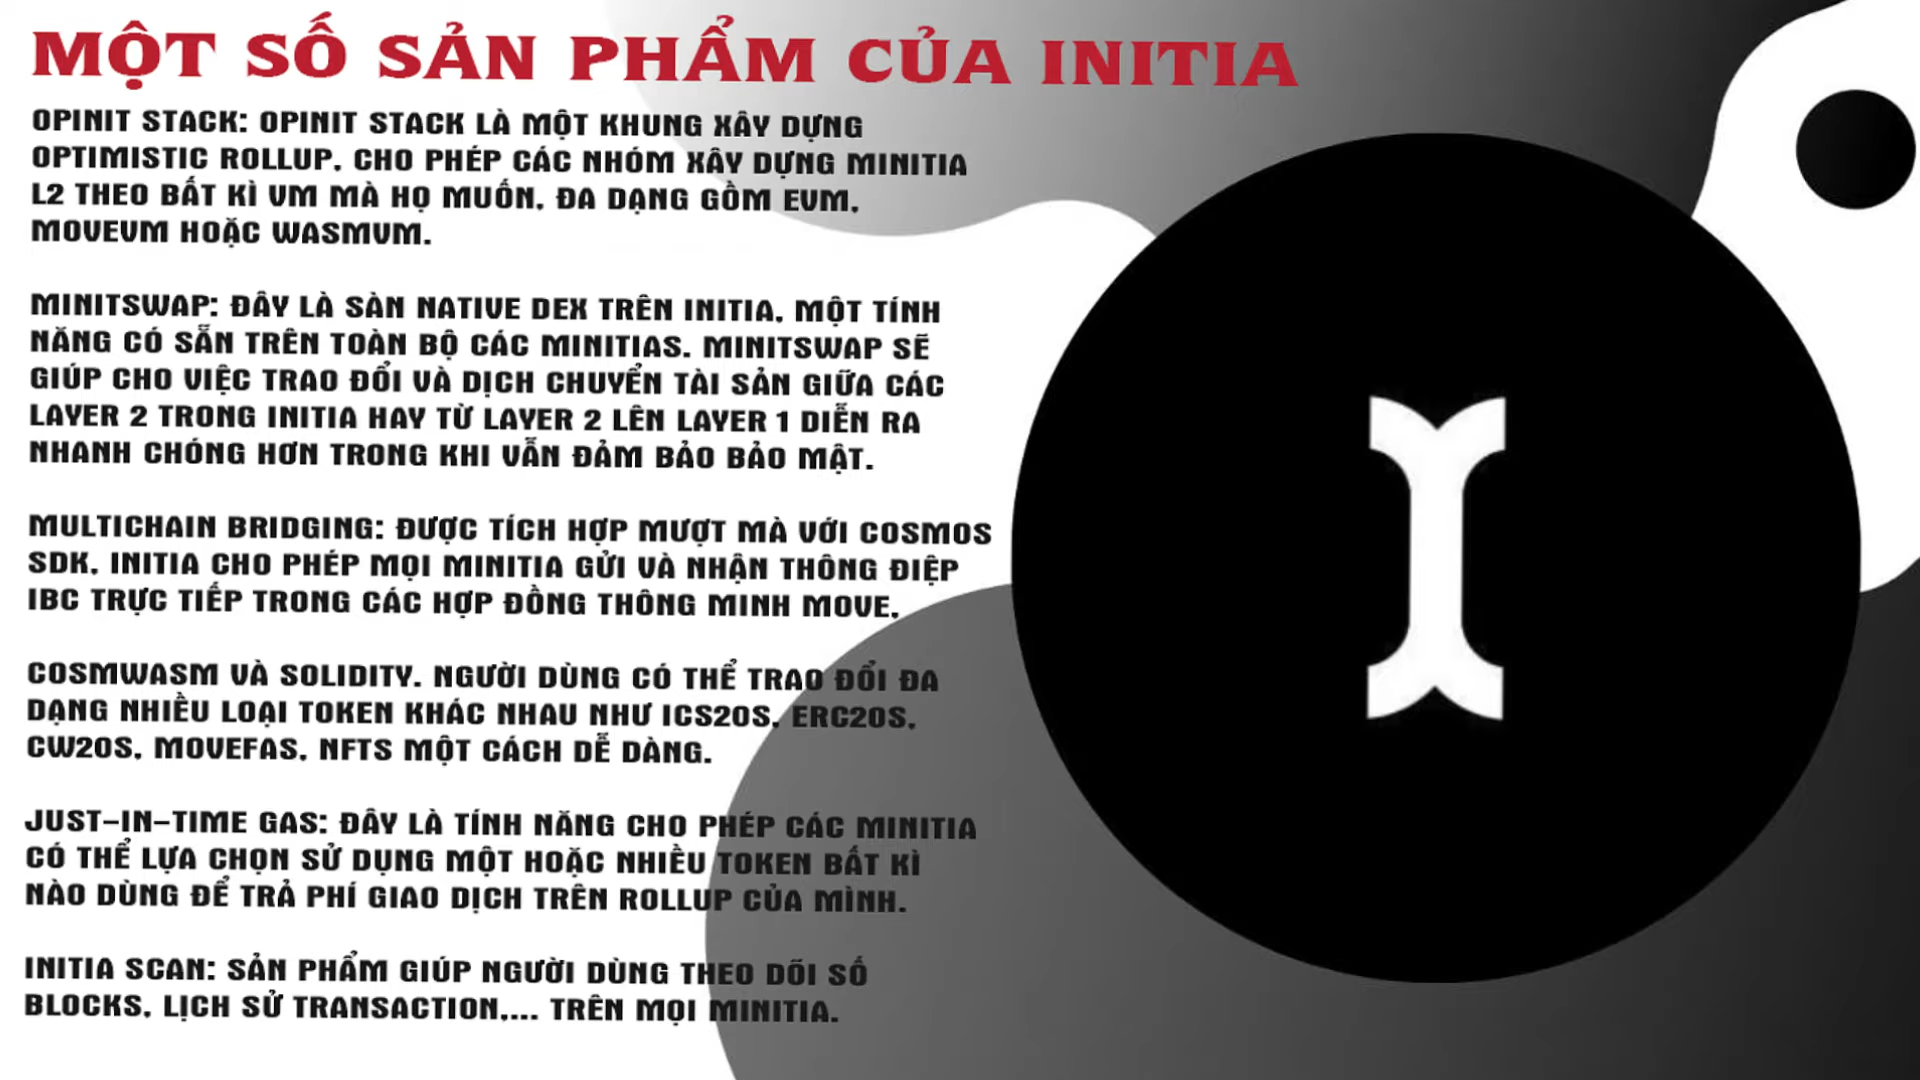 MỘT SỐ SẢN PHẨM CỦA INITIA
OPINIT STACK: OPINIT STACK LÀ MỘT KHUNG XÂY DỰNG
OPTIMISTIC ROLLUP, CHO PHÉP CÁC NHÓM XÂY DỰNG MINITIA
L2 THEO BẤT KÌ VM MÀ HỌ MUỐN, ĐA DẠNG GỒM EVM,
MOVEVM HOẶC WASMVM.
MINITSWAP: ĐÂY LÀ SÀN NATIVE DEX TRÊN INITIA, MỘT TÍNH
NĂNG CÓ SẴN TRÊN TOÀN BỘ CÁC MINITIAS. MINITSWAP SẼ
GIÚP CHO VIỆC TRAO ĐỔI VÀ DỊCH CHUYỂN TÀI SẢN GIỮA CÁC
LAYER 2 TRONG INITIA HAY TỪ LAYER 2 LÊN LAYER 1 DIỄN RA
NHANH CHÓNG HƠN TRONG KHI VẪN ĐẢM BẢO BẢO MẬT.
MULTICHAIN BRIDGING: ĐƯỢC TÍCH HỢP MƯỢT MÀ VỚI COSMOS
SDK, INITIA CHO PHÉP MỌI MINITIA GỬI VÀ NHẬN THÔNG ĐIỆP
IBC TRỰC TIẾP TRONG CÁC HỢP ĐỒNG THÔNG MINH MOVE,
COSMWASM VÀ SOLIDITY. NGƯỜI DÙNG CÓ THỂ TRAO ĐỔI ĐA
DẠNG NHIỀU LOẠI TOKEN KHÁC NHAU NHƯ ICS20S, ERC20S,
CW20S, MOVEFAS, NFTS MỘT CÁCH DỄ DÀNG.
JUST-IN-TIME GAS: ĐÂY LÀ TÍNH NĂNG CHO PHÉP CÁC MINITIA
CÓ THỂ LỰA CHỌN SỬ DỤNG MỘT HOẶC NHIỀU TOKEN BẤT KÌ
NÀO DÙNG ĐỂ TRẢ PHÍ GIAO DỊCH TRÊN ROLLUP CỦA MÌNH.
INITIA SCAN: SẢN PHẨM GIÚP NGƯỜI DÙNG THEO DÕI SỐ
BLOCKS, LỊCH SỬ TRANSACTION,... TRÊN MỌI MINITIA.